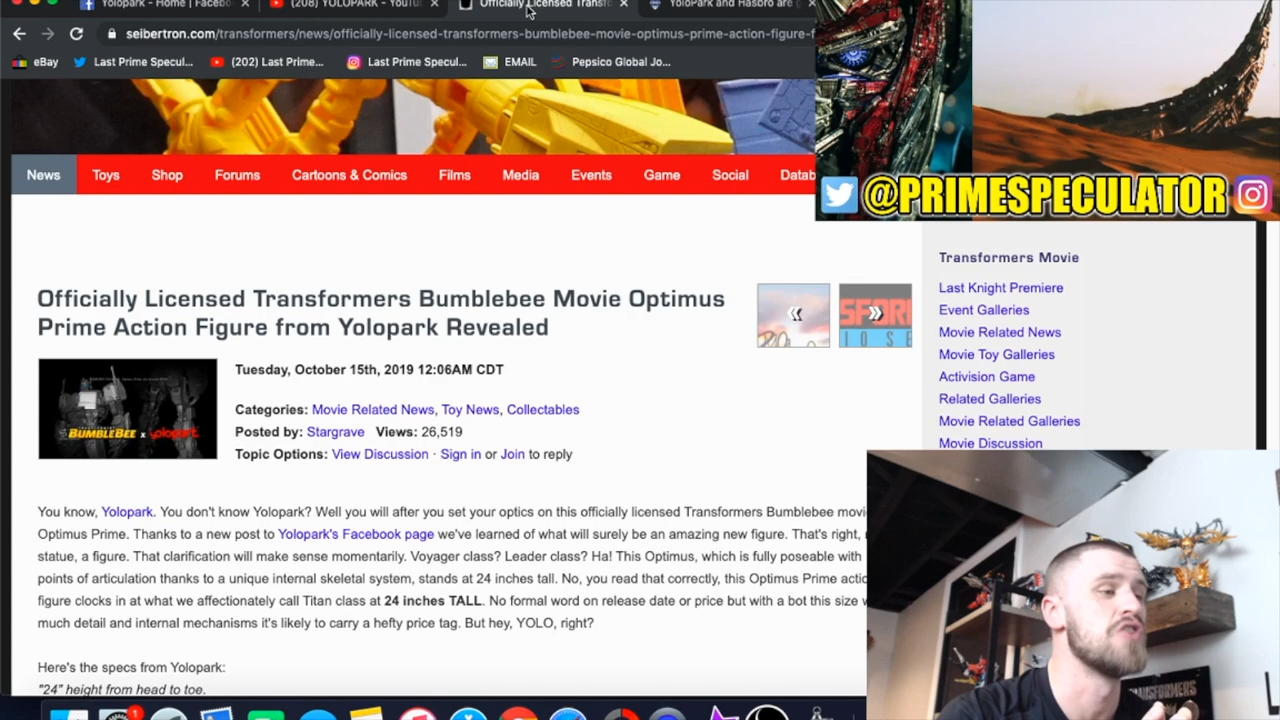 Yolopark - Home | Facebo
(208) YOLOPARK - YouTu
Officially Licensed Transfo
YoloPark and Hasbro are
seibertron.com/transformers/news/officially-licensed-transformers-bumblebee-movie-optimus-prime-action-figure-f
eBay
Last Prime Specul...
(202) Last Prime...
Last Prime Specul...
EMAIL
Pepsico Global Jo...
News Toys Shop Forums Cartoons & Comics Films Media Events Game Social Datab
@PRIMESPECULATOR
Officially Licensed Transformers Bumblebee Movie Optimus
Prime Action Figure from Yolopark Revealed
SFORM
IOSE
BUMBLEBEE x yolopark
Tuesday, October 15th, 2019 12:06AM CDT
Categories: Movie Related News, Toy News, Collectables
Posted by: Stargrave Views: 26,519
Topic Options: View Discussion · Sign in or Join to reply
You know, Yolopark. You don't know Yolopark? Well you will after you set your optics on this officially licensed Transformers Bumblebee movi
Optimus Prime. Thanks to a new post to Yolopark's Facebook page we've learned of what will surely be an amazing new figure. That's right,
statue, a figure. That clarification will make sense momentarily. Voyager class? Leader class? Ha! This Optimus, which is fully poseable with
points of articulation thanks to a unique internal skeletal system, stands at 24 inches tall. No, you read that correctly, this Optimus Prime actio
figure clocks in at what we affectionately call Titan class at 24 inches TALL. No formal word on release date or price but with a bot this size w
much detail and internal mechanisms it's likely to carry a hefty price tag. But hey, YOLO, right?
Here's the specs from Yolopark:
"24" height from head to toe.
Transformers Movie
Last Knight Premiere
Event Galleries
Movie Related News
Movie Toy Galleries
Activision Game
Related Galleries
Movie Related Galleries
Movie Discussion
TRANSFORMERS
1